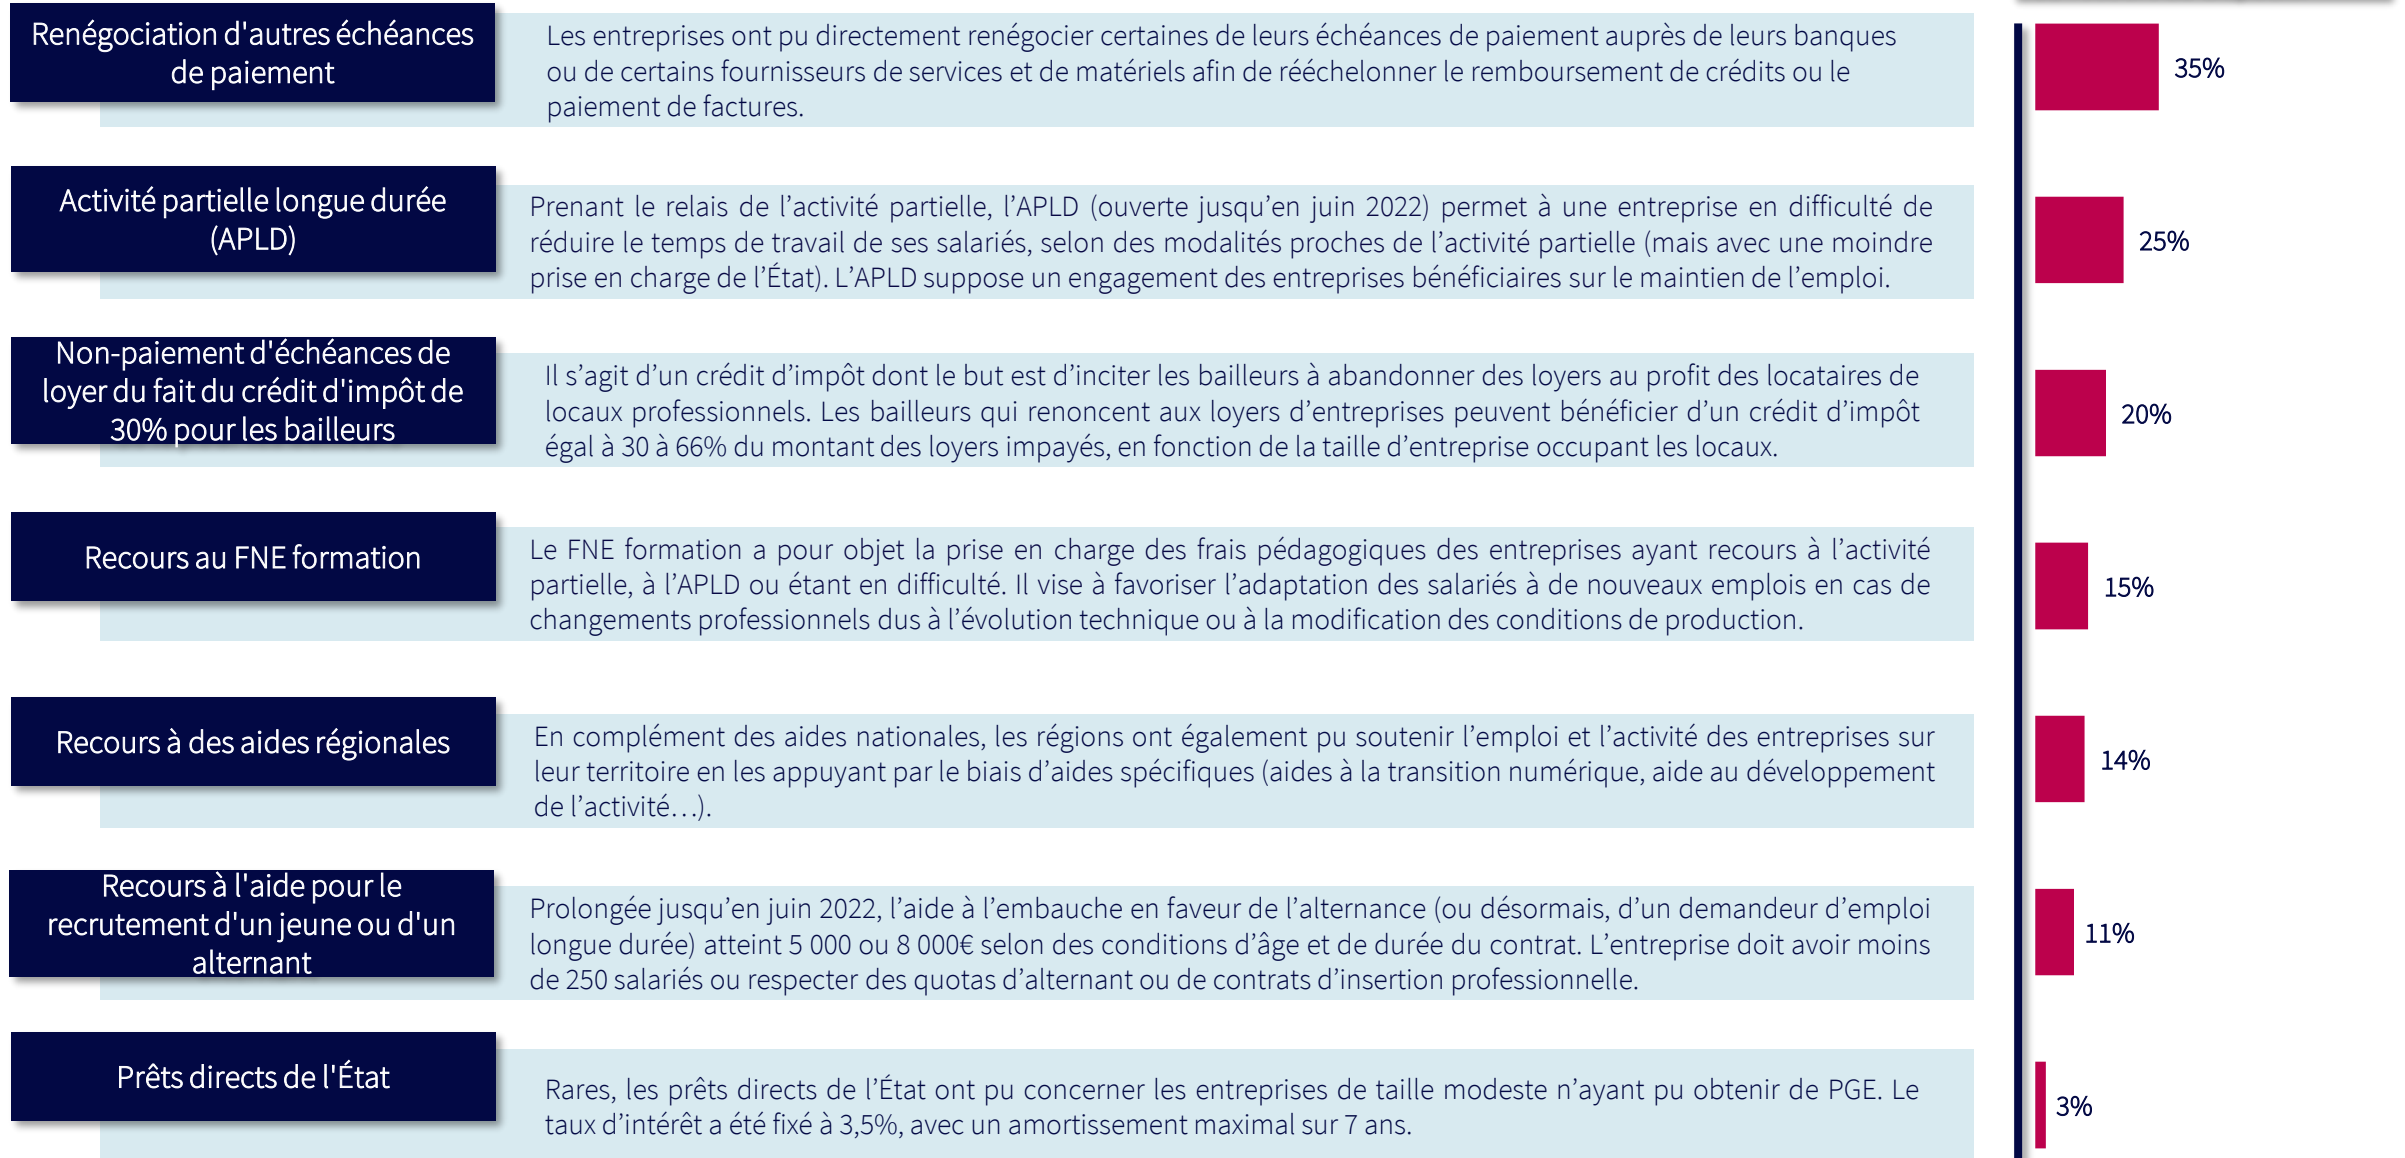 Renégociation d'autres échéances
de paiement
Les entreprises ont pu directement renégocier certaines de leurs échéances de paiement auprès de leurs banques
ou de certains fournisseurs de services et de matériels afin de rééchelonner le remboursement de crédits ou le
paiement de factures.
35%
Activité partielle longue durée
(APLD)
Prenant le relais de l’activité partielle, l’APLD (ouverte jusqu’en juin 2022) permet à une entreprise en difficulté de
réduire le temps de travail de ses salariés, selon des modalités proches de l’activité partielle (mais avec une moindre
prise en charge de l’État). L’APLD suppose un engagement des entreprises bénéficiaires sur le maintien de l’emploi.
25%
Non-paiement d'échéances de
loyer du fait du crédit d'impôt de
30% pour les bailleurs
Il s’agit d’un crédit d’impôt dont le but est d’inciter les bailleurs à abandonner des loyers au profit des locataires de
locaux professionnels. Les bailleurs qui renoncent aux loyers d’entreprises peuvent bénéficier d’un crédit d’impôt
égal à 30 à 66% du montant des loyers impayés, en fonction de la taille d’entreprise occupant les locaux.
20%
Recours au FNE formation
Le FNE formation a pour objet la prise en charge des frais pédagogiques des entreprises ayant recours à l’activité
partielle, à l’APLD ou étant en difficulté. Il vise à favoriser l’adaptation des salariés à de nouveaux emplois en cas de
changements professionnels dus à l’évolution technique ou à la modification des conditions de production.
15%
Recours à des aides régionales
En complément des aides nationales, les régions ont également pu soutenir l’emploi et l’activité des entreprises sur
leur territoire en les appuyant par le biais d’aides spécifiques (aides à la transition numérique, aide au développement
de l’activité…).
14%
Recours à l'aide pour le
recrutement d'un jeune ou d'un
alternant
Prolongée jusqu’en juin 2022, l’aide à l’embauche en faveur de l’alternance (ou désormais, d’un demandeur d’emploi
longue durée) atteint 5 000 ou 8 000€ selon des conditions d’âge et de durée du contrat. L’entreprise doit avoir moins
de 250 salariés ou respecter des quotas d’alternant ou de contrats d’insertion professionnelle.
11%
Prêts directs de l'État
Rares, les prêts directs de l’État ont pu concerner les entreprises de taille modeste n’ayant pu obtenir de PGE. Le
taux d’intérêt a été fixé à 3,5%, avec un amortissement maximal sur 7 ans.
3%